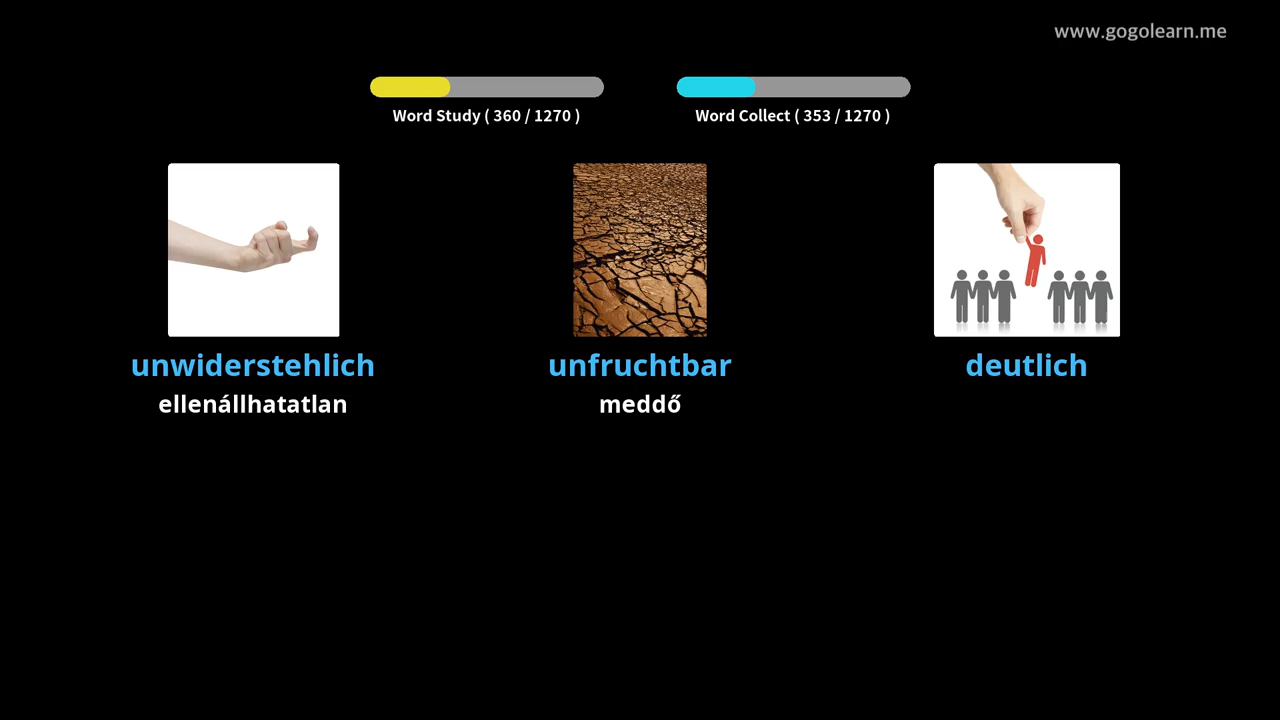 www.gogolearn.me
Word Study ( 360 / 1270 )
Word Collect ( 353 / 1270 )
unwiderstehlich
ellenállhatatlan
unfruchtbar
meddő
deutlich